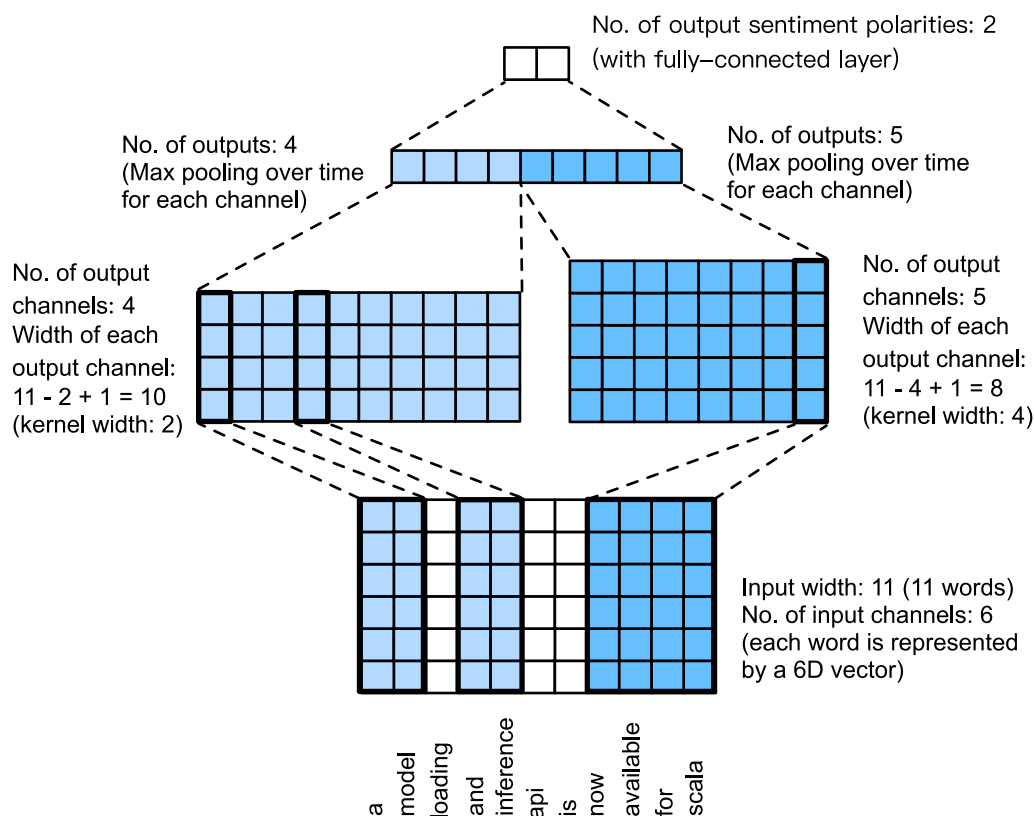 No. of output sentiment polarities: 2
(with fully–connected layer)
No. of outputs: 4
(Max pooling over time
for each channel)
No. of outputs: 5
(Max pooling over time
for each channel)
No. of output
channels: 4
Width of each
output channel:
11 - 2 + 1 = 10
(kernel width: 2)
No. of output
channels: 5
Width of each
output channel:
11 - 4 + 1 = 8
(kernel width: 4)
Input width: 11 (11 words)
No. of input channels: 6
(each word is represented
by a 6D vector)
a
model
loading
and
inference
api
is
now
available
for
scala